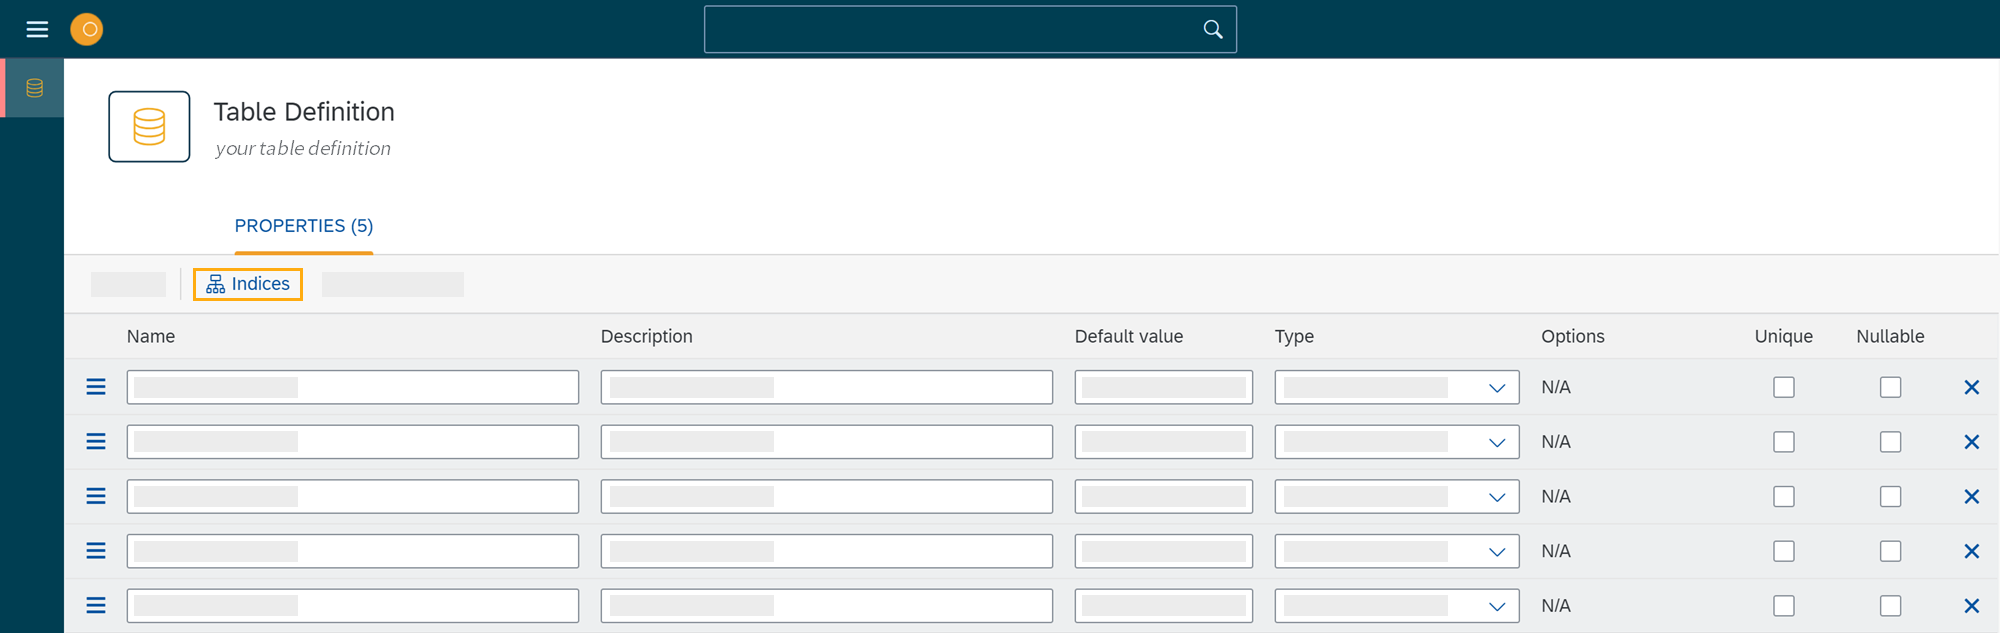 Table Definition
your table definition
PROPERTIES (5)
Indices
Name Description Default value Type Options Unique Nullable
N/A
N/A
N/A
N/A
N/A